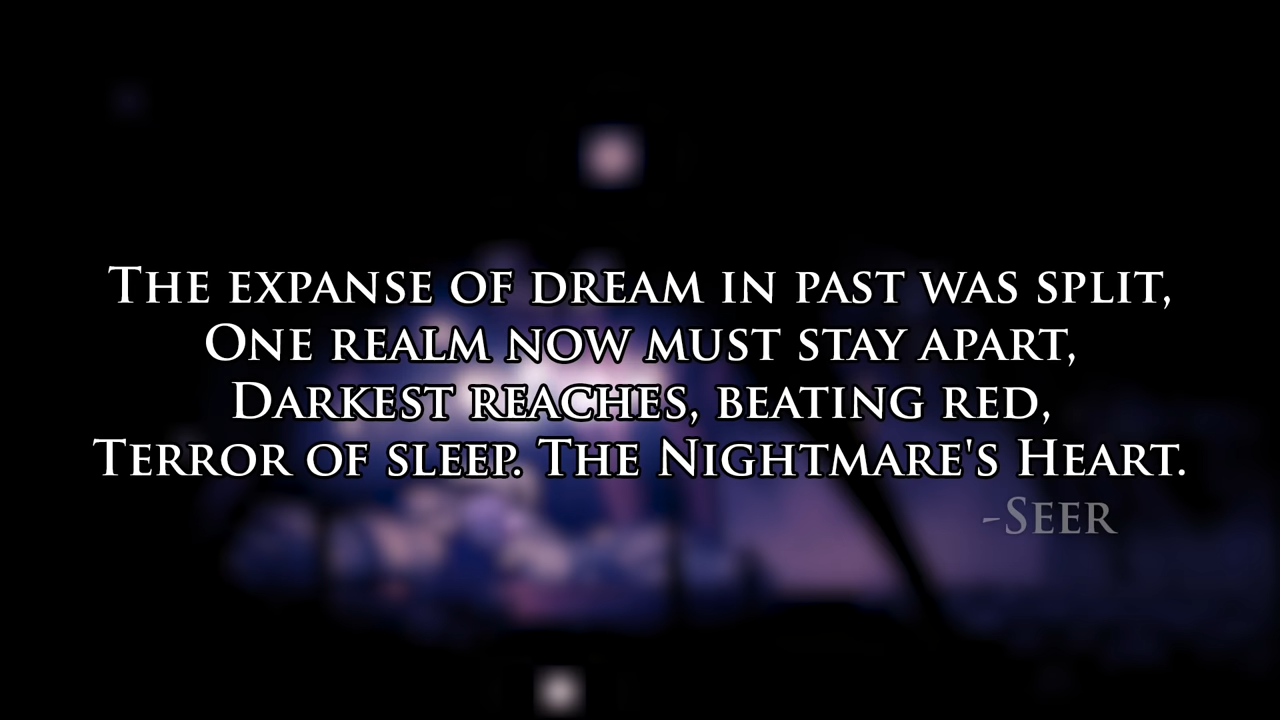 The expanse of dream in past was split,
One realm now must stay apart,
Darkest reaches, beating red,
Terror of sleep. The Nightmare's Heart.
-Seer